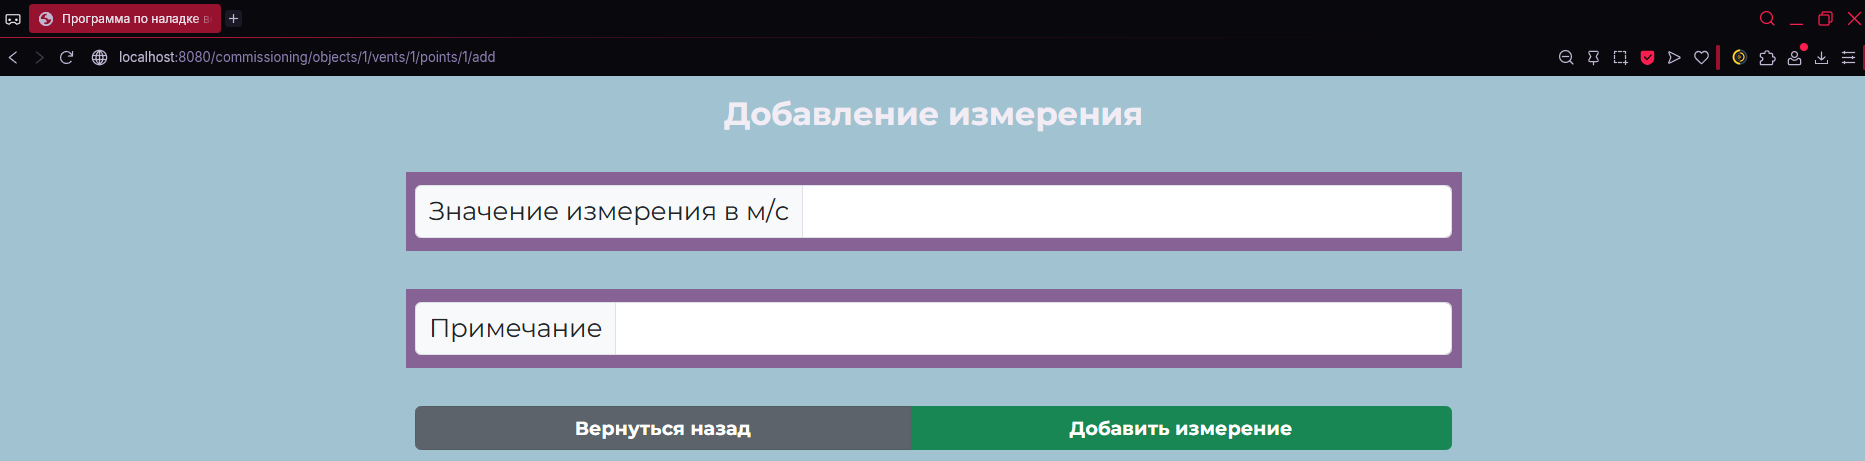 Программа по наладке
localhost:8080/commissioning/objects/1/vents/1/points/1/add
Добавление измерения
Значение измерения в м/с
Примечание
Вернуться назад
Добавить измерение